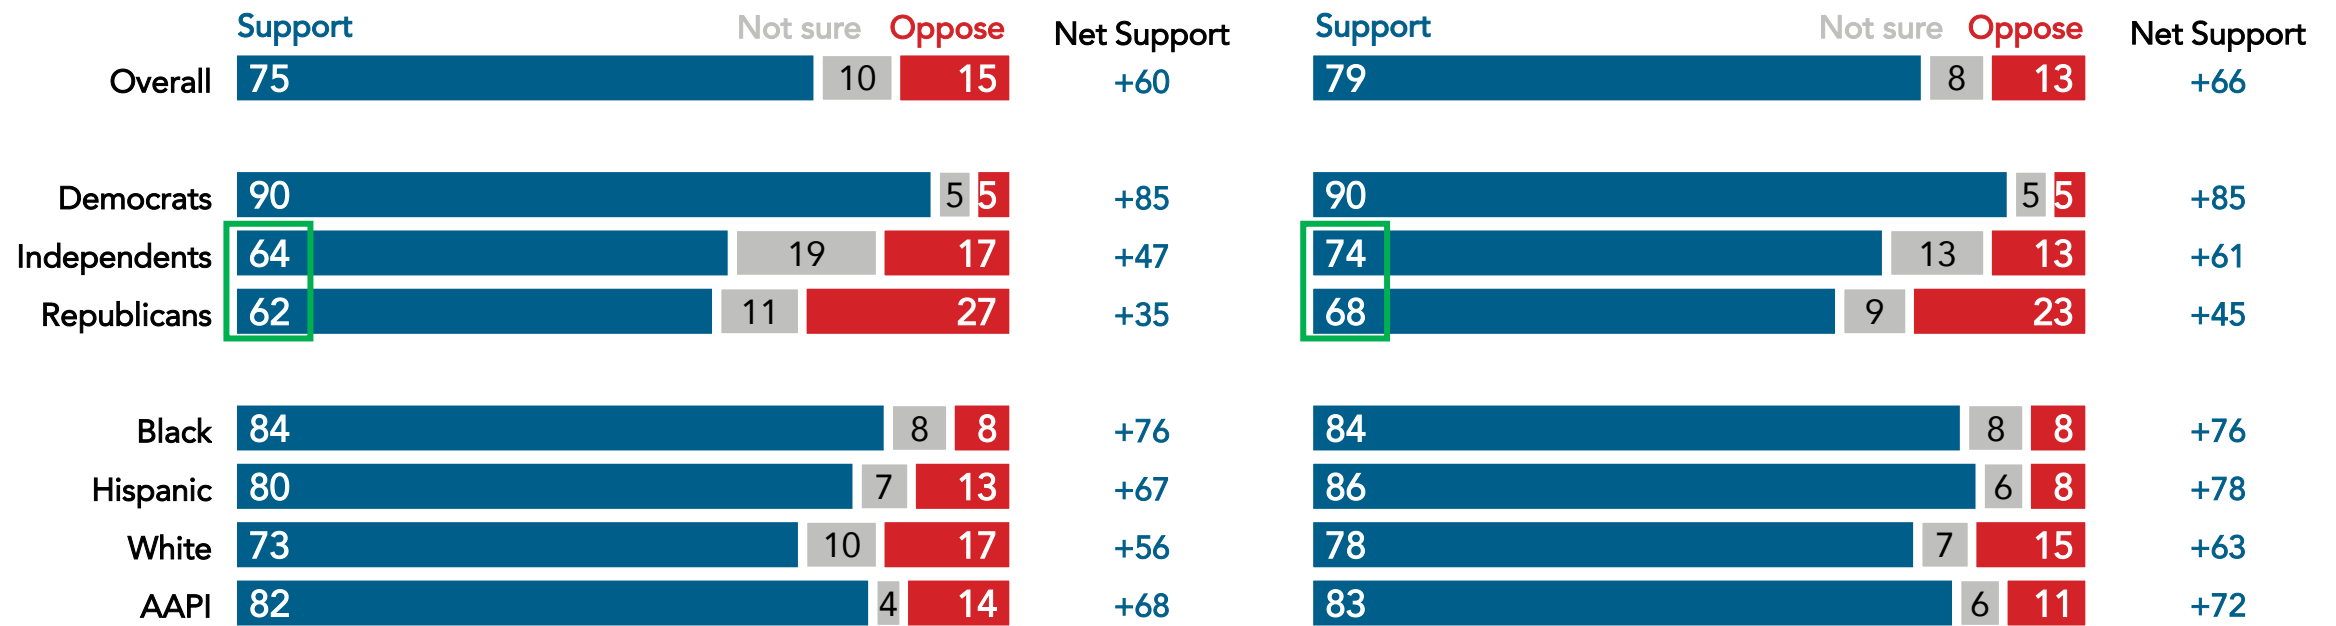 Support Not sure Oppose Net Support Support Not sure Oppose Net Support
Overall 75 10 15 +60 79 8 13 +66
Democrats 90 5 5 +85 90 5 5 +85
Independents 64 19 17 +47 74 13 13 +61
Republicans 62 11 27 +35 68 9 23 +45
Black 84 8 8 +76 84 8 8 +76
Hispanic 80 7 13 +67 86 6 8 +78
White 73 10 17 +56 78 7 15 +63
AAPI 82 4 14 +68 83 6 11 +72